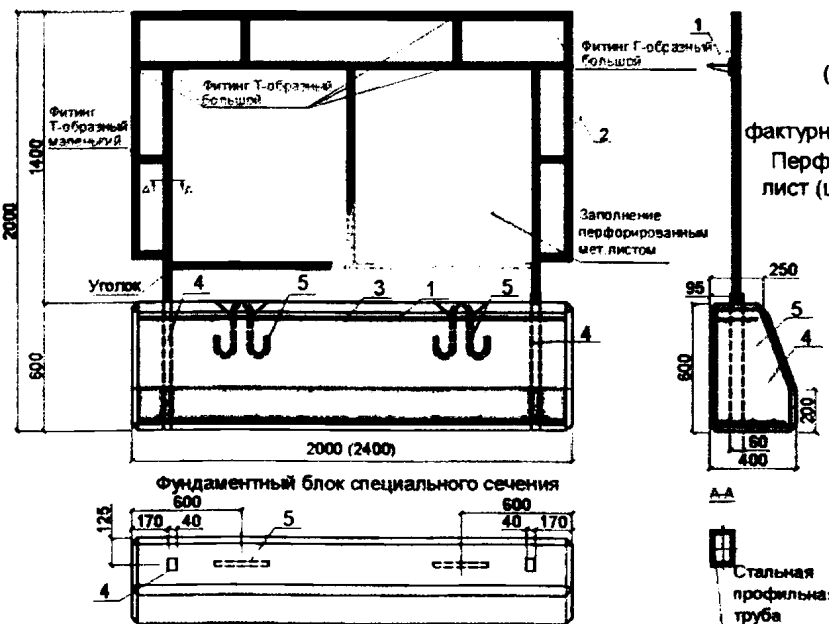 1
Фитинг Г-образный
большой
(
Фитинг Т-образный
большой
Фитинг
Т-образный
маленький
2
фактурн
Перф
лист (
1400
2000
Заполнение
перфорированным
мет.листом
Уголок
4
5
3
1
5
4
600
2000 (2400)
95
250
5
4
600
200
60
400
Фундаментный блок специального сечения
600
600
125
170
40
5
40
170
4
А-А
Стальная
профильная
труба